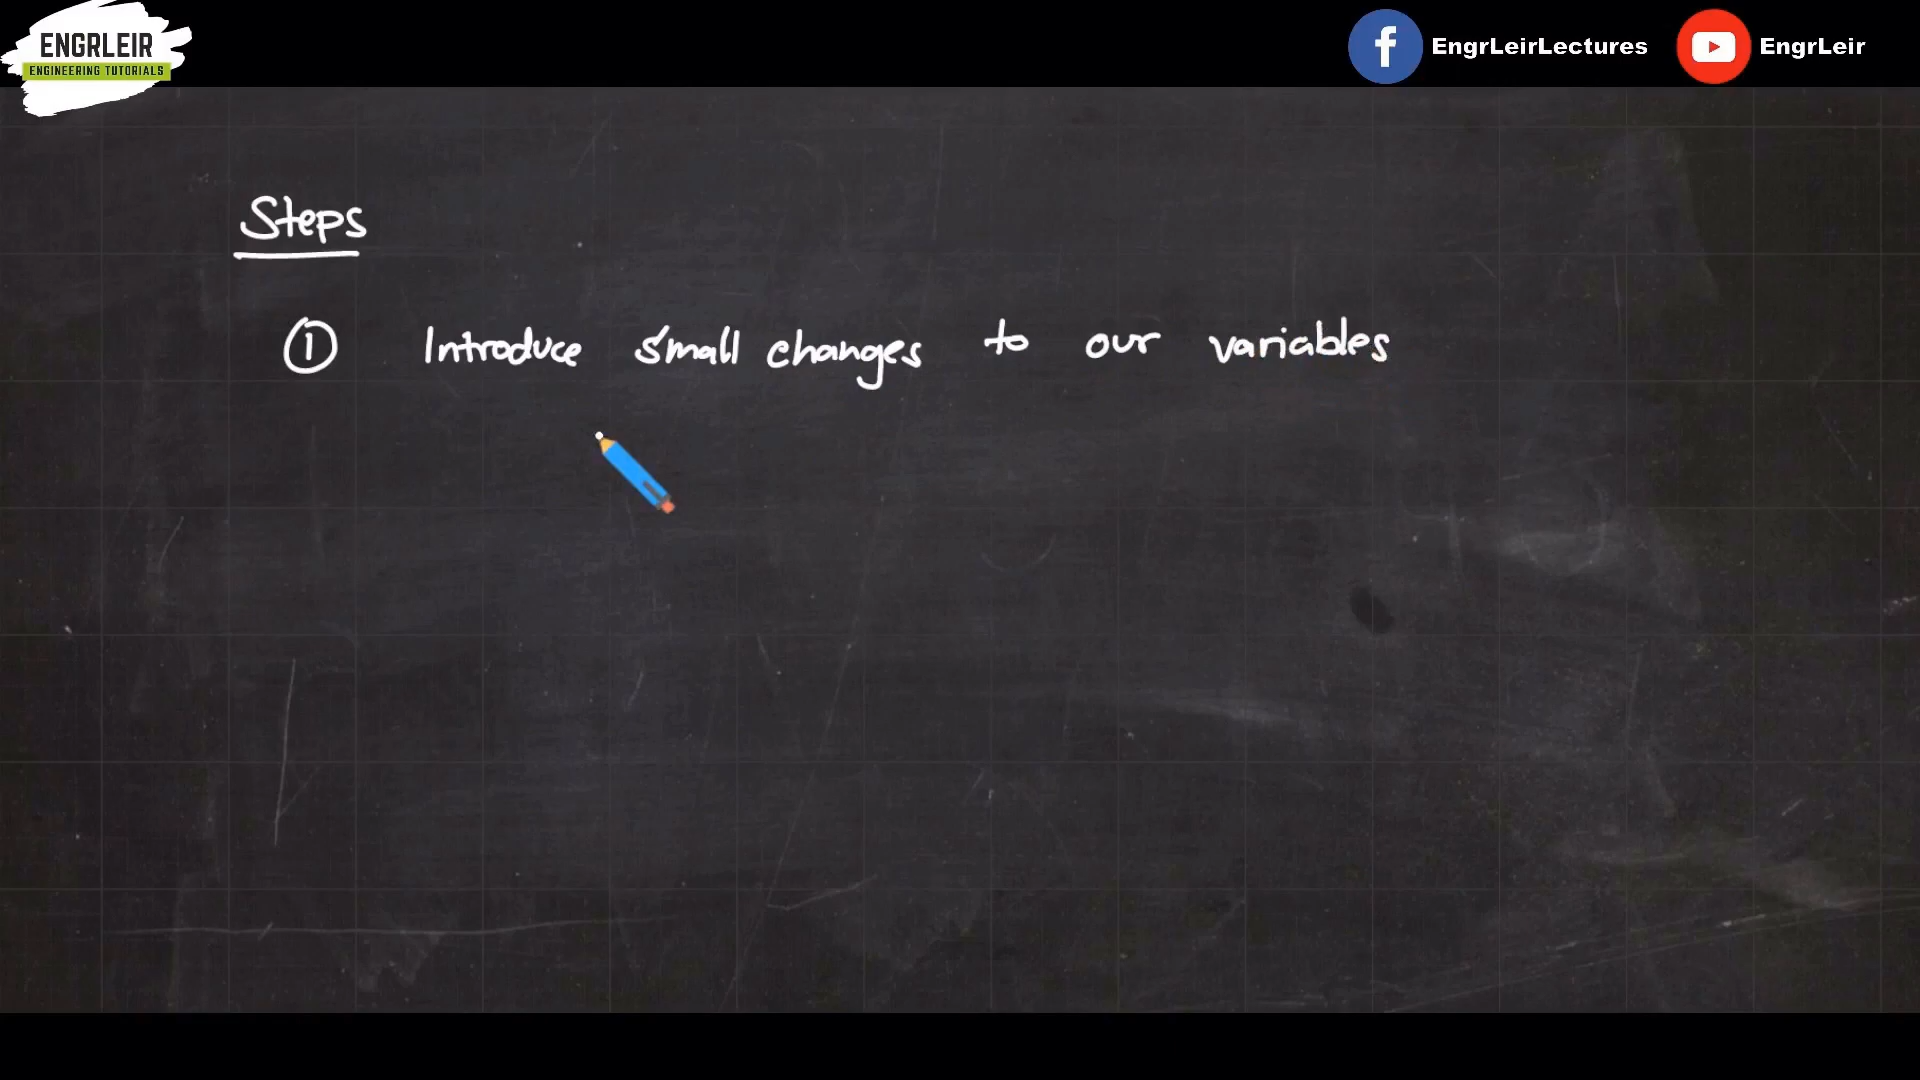 ENGRLEIR
ENGINEERING TUTORIALS
f EngrLeirLectures EngrLeir
Steps
① Introduce small changes to our variables